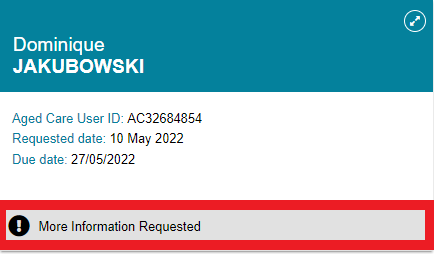 Dominique
JAKUBOWSKI
Aged Care User ID: AC32684854
Requested date: 10 May 2022
Due date: 27/05/2022
More Information Requested